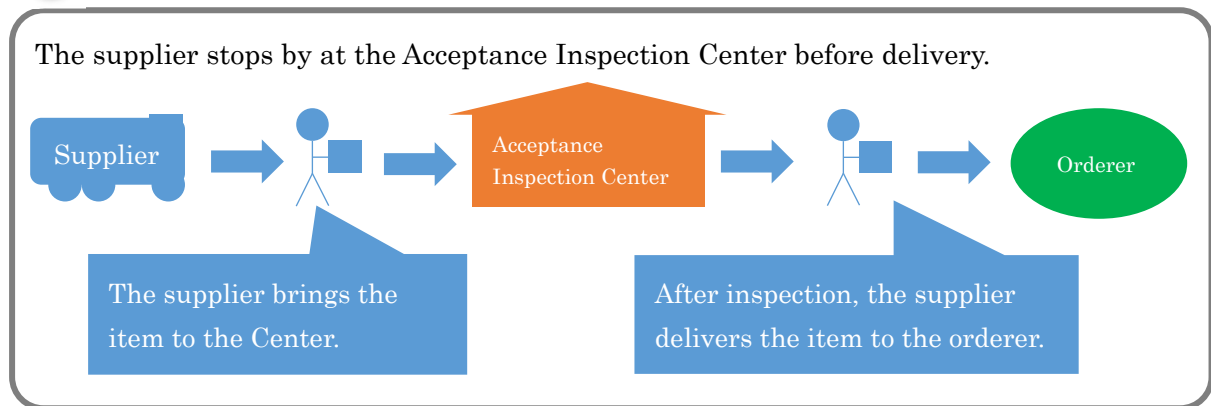 The supplier stops by at the Acceptance Inspection Center before delivery.
Supplier
Acceptance
Inspection Center
Orderer
The supplier brings the
item to the Center.
After inspection, the supplier
delivers the item to the orderer.